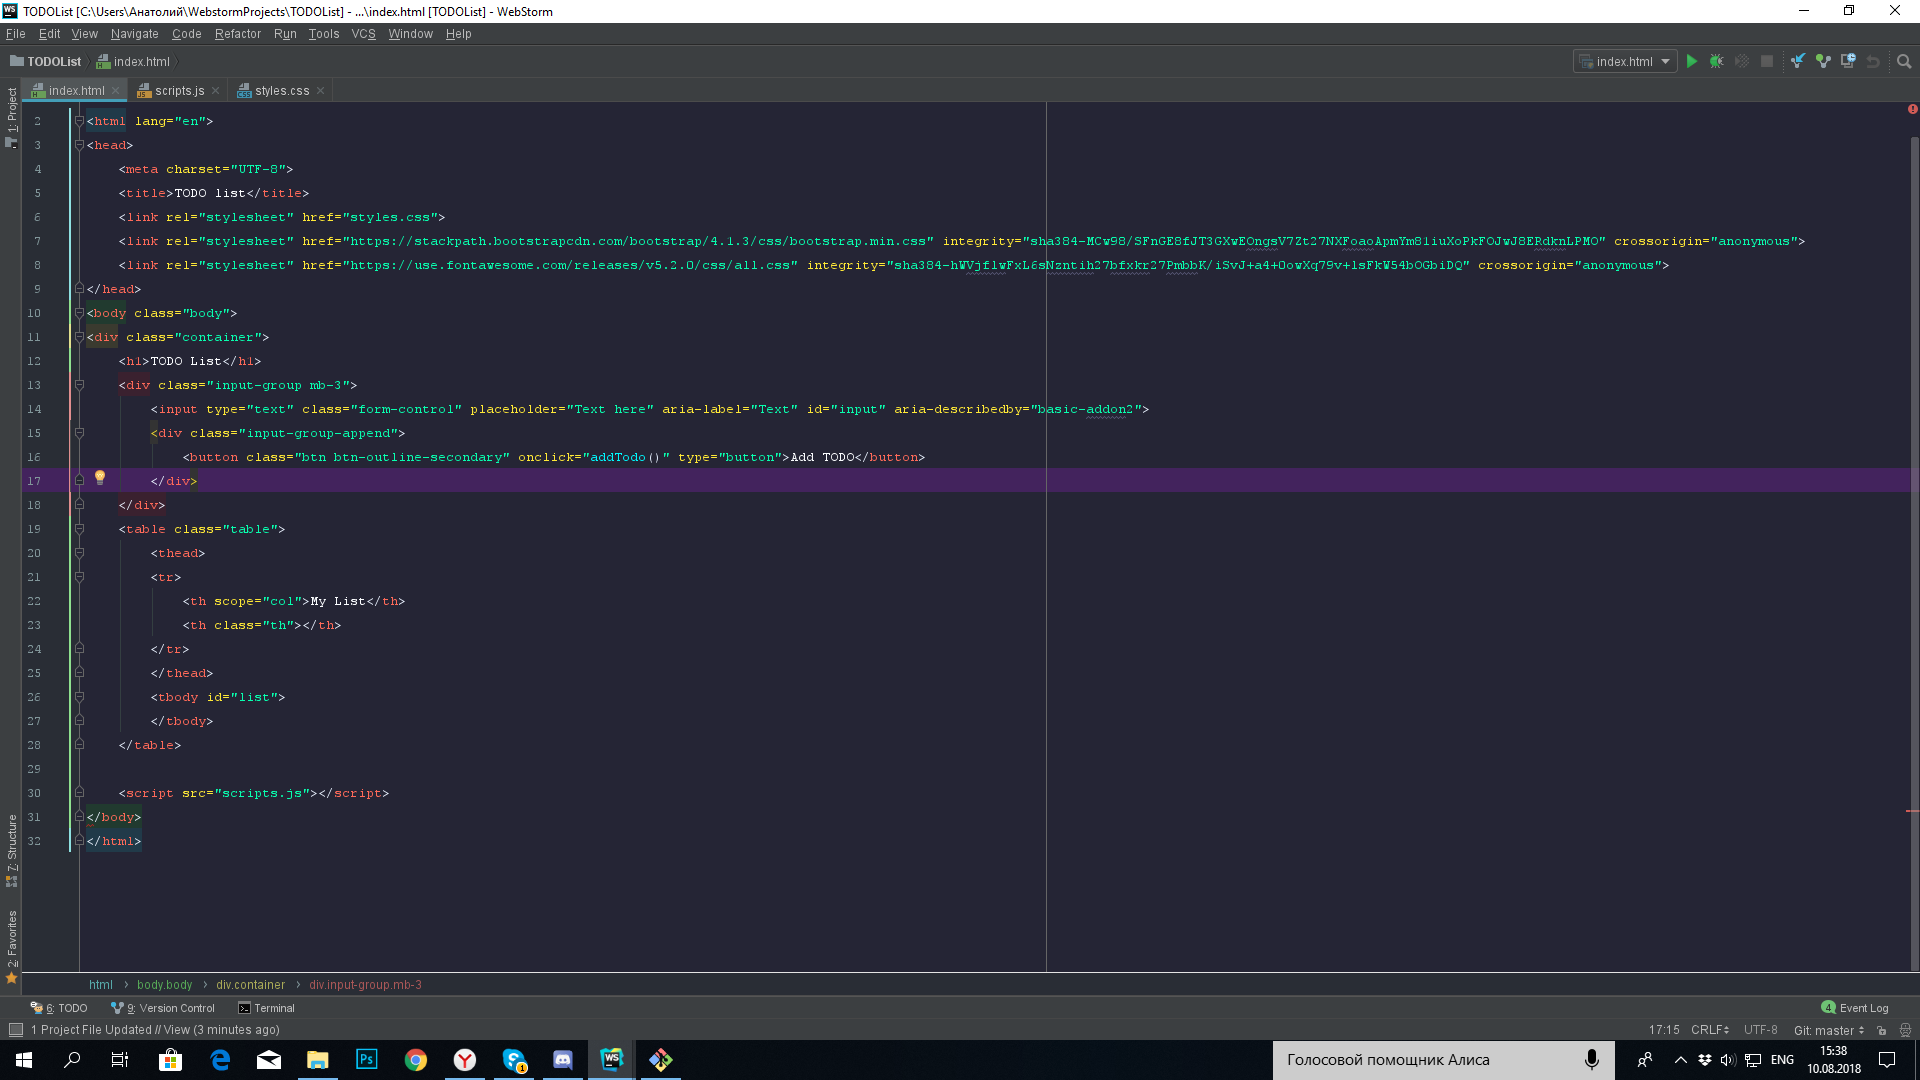 TODOList [C:\Users\Анатолий\WebstormProjects\TODOList] - ...\index.html [TODOList] - WebStorm
File Edit View Navigate Code Refactor Run Tools VCS Window Help
TODOList index.html index.html
index.html scripts.js styles.css
1: Project
2 <html lang="en">
3 <head>
4 <meta charset="UTF-8">
5 <title>TODO list</title>
6 <link rel="stylesheet" href="styles.css">
7 <link rel="stylesheet" href="https://stackpath.bootstrapcdn.com/bootstrap/4.1.3/css/bootstrap.min.css" integrity="sha384-MCw98/SFnGE8fJT3GXwEOngsV7Zt27NXFoaoApmYm81iuXoPkFOJwJ8ERdknLPMO" crossorigin="anonymous">
8 <link rel="stylesheet" href="https://use.fontawesome.com/releases/v5.2.0/css/all.css" integrity="sha384-hWVjflwFxL6sNzntih27bfxkr27PmbbK/iSvJ+a4+0owXq79v+lsFkW54bOGbiDQ" crossorigin="anonymous">
9 </head>
10 <body class="body">
11 <div class="container">
12 <h1>TODO List</h1>
13 <div class="input-group mb-3">
14 <input type="text" class="form-control" placeholder="Text here" aria-label="Text" id="input" aria-describedby="basic-addon2">
15 <div class="input-group-append">
16 <button class="btn btn-outline-secondary" onclick="addTodo()" type="button">Add TODO</button>
17 </div>
18 </div>
19 <table class="table">
20 <thead>
21 <tr>
22 <th scope="col">My List</th>
23 <th class="th"></th>
24 </tr>
25 </thead>
26 <tbody id="list">
27 </tbody>
28 </table>
29
30 <script src="scripts.js"></script>
31 </body>
32 </html>
7: Structure
2: Favorites
html body.body div.container div.input-group.mb-3
6: TODO 9: Version Control Terminal 4 Event Log
1 Project File Updated // View (3 minutes ago) 17:15 CRLF UTF-8 Git: master
Голосовой помощник Алиса ENG 15:38
10.08.2018